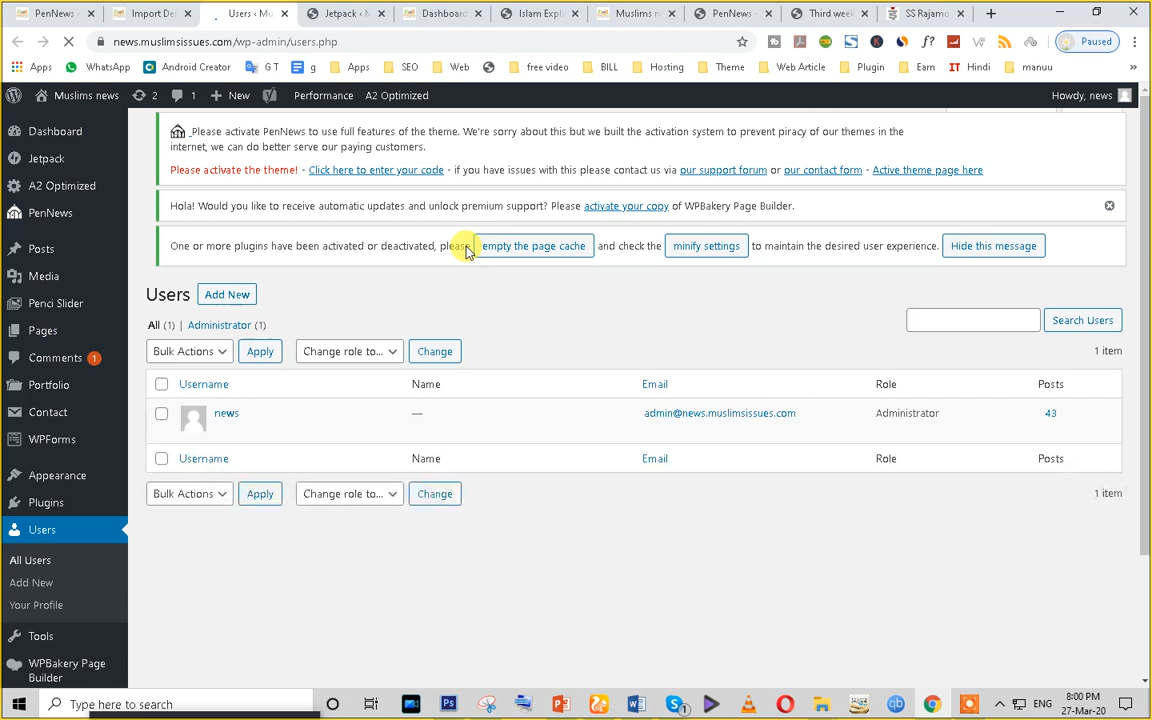 PenNews ‹
Import De
Users ‹ Mu
Jetpack ‹ M
Dashboard
Islam Explo
Muslims n
PenNews –
Third week
SS Rajamo
news.muslimsissues.com/wp-admin/users.php
Paused
Apps
WhatsApp
Android Creator
G T
g
Apps
SEO
Web
free video
BILL
Hosting
Theme
Web Article
Plugin
Earn
IT Hindi
manuu
»
Muslims news
2
1
+ New
Performance
A2 Optimized
Howdy, news
Dashboard
Jetpack
A2 Optimized
PenNews
Posts
Media
Penci Slider
Pages
Comments 1
Portfolio
Contact
WPForms
Appearance
Plugins
Users
All Users
Add New
Your Profile
Tools
WPBakery Page
Builder
Please activate PenNews to use full features of the theme. We're sorry about this but we built the activation system to prevent piracy of our themes in the
internet, we can do better serve our paying customers.
Please activate the theme! - Click here to enter your code - if you have issues with this please contact us via our support forum or our contact form - Active theme page here
Hola! Would you like to receive automatic updates and unlock premium support? Please activate your copy of WPBakery Page Builder.
One or more plugins have been activated or deactivated, please empty the page cache and check the minify settings to maintain the desired user experience. Hide this message
Users Add New
All (1) | Administrator (1)
Search Users
Bulk Actions Apply Change role to... Change
1 item
Username Name Email Role Posts
news — admin@news.muslimsissues.com Administrator 43
Username Name Email Role Posts
Bulk Actions Apply Change role to... Change
1 item
Type here to search
ENG
8:00 PM
27-Mar-20